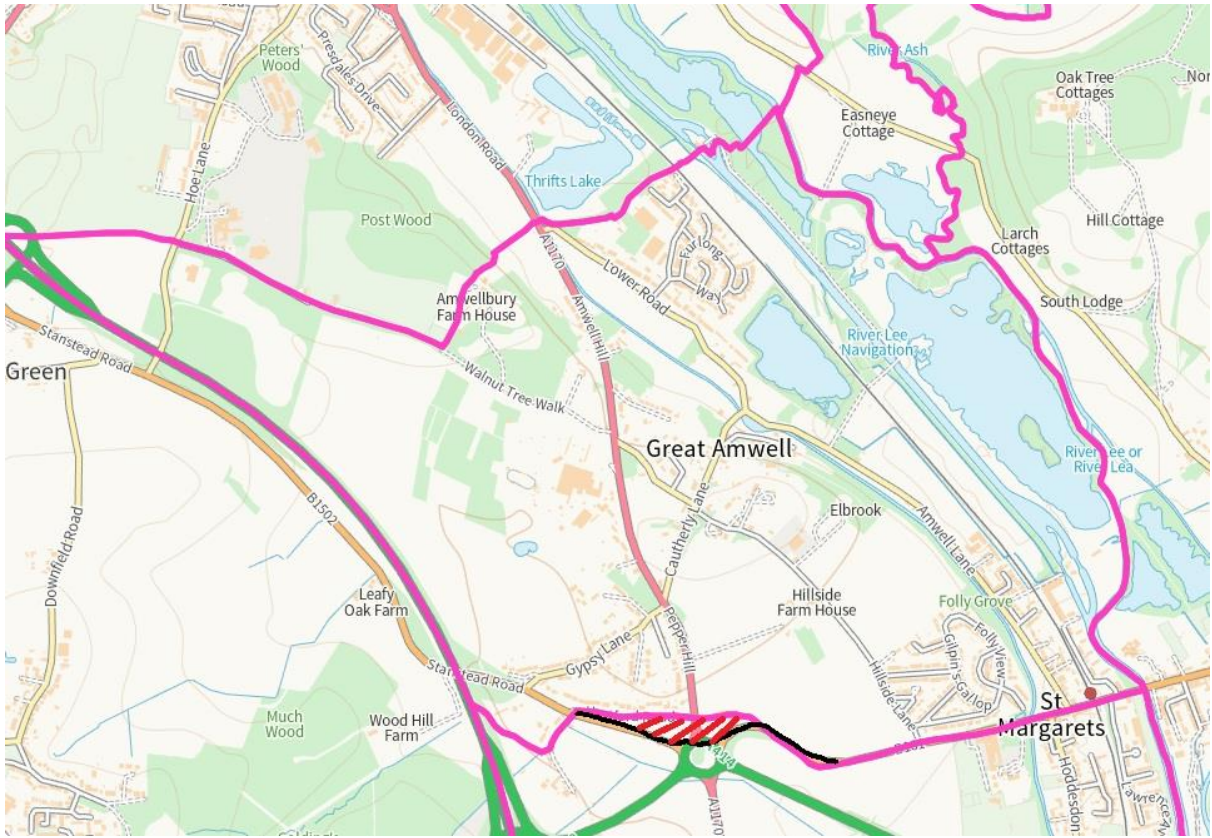 Peters'
Wood
Presdales Drive
River Ash
Oak Tree
Cottages
Nor
Easneye
Cottage
London Road
Hoe Lane
Thrifts Lake
Post Wood
Hill Cottage
Larch
Cottages
A1170
Furlong
Way
Lower Road
Amwellbury
Farm House
South Lodge
Amwell Hill
River Lee
Navigation
Stanstead Road
Green
Walnut Tree Walk
Great Amwell
River Lee or
River Lea
B1502
Cautherly Lane
Elbrook
Amwell Lane
Downfield Road
Leafy
Oak Farm
Hillside
Farm House
Folly Grove
Folly View
Gilpin's Gallop
Pepper Hill
Gypsy Lane
Stanstead Road
Hillside Lane
St
Margarets
Much
Wood
Wood Hill
Farm
A414
A1170
Hoddesdon
Lawrence A